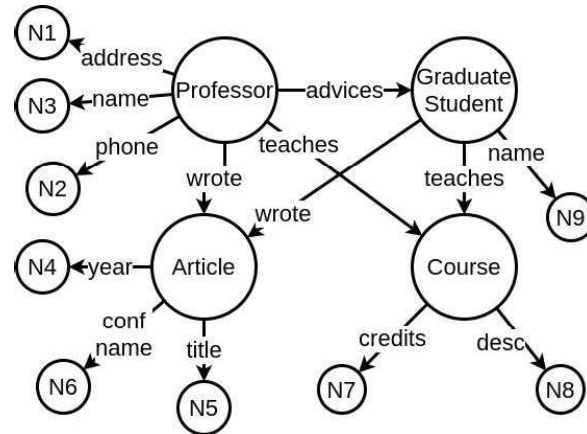 N1
address
Professor
advices
Graduate
Student
N3
name
phone
teaches
name
N2
wrote
wrote
teaches
N9
N4
year
Article
Course
conf
name
title
credits
desc
N6
N5
N7
N8